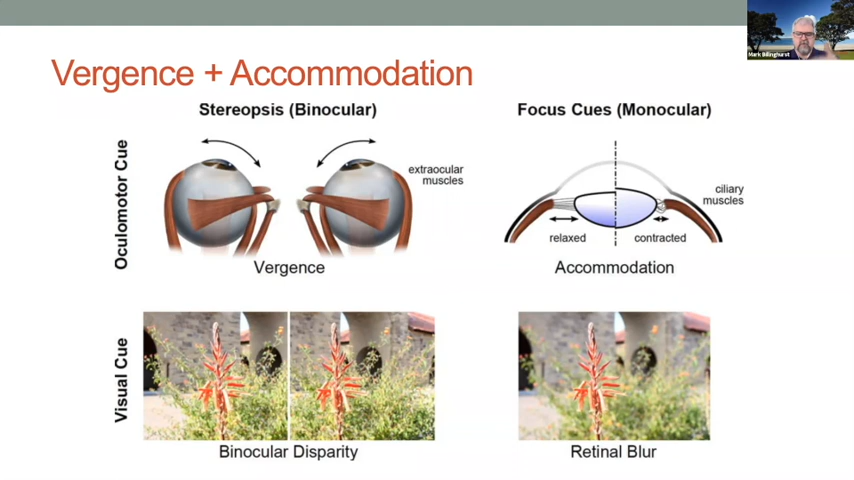 Mark Billinghurst
Vergence + Accommodation
Stereopsis (Binocular)
Focus Cues (Monocular)
Oculomotor Cue
extraocular
muscles
ciliary
muscles
relaxed
contracted
Vergence
Accommodation
Visual Cue
Binocular Disparity
Retinal Blur